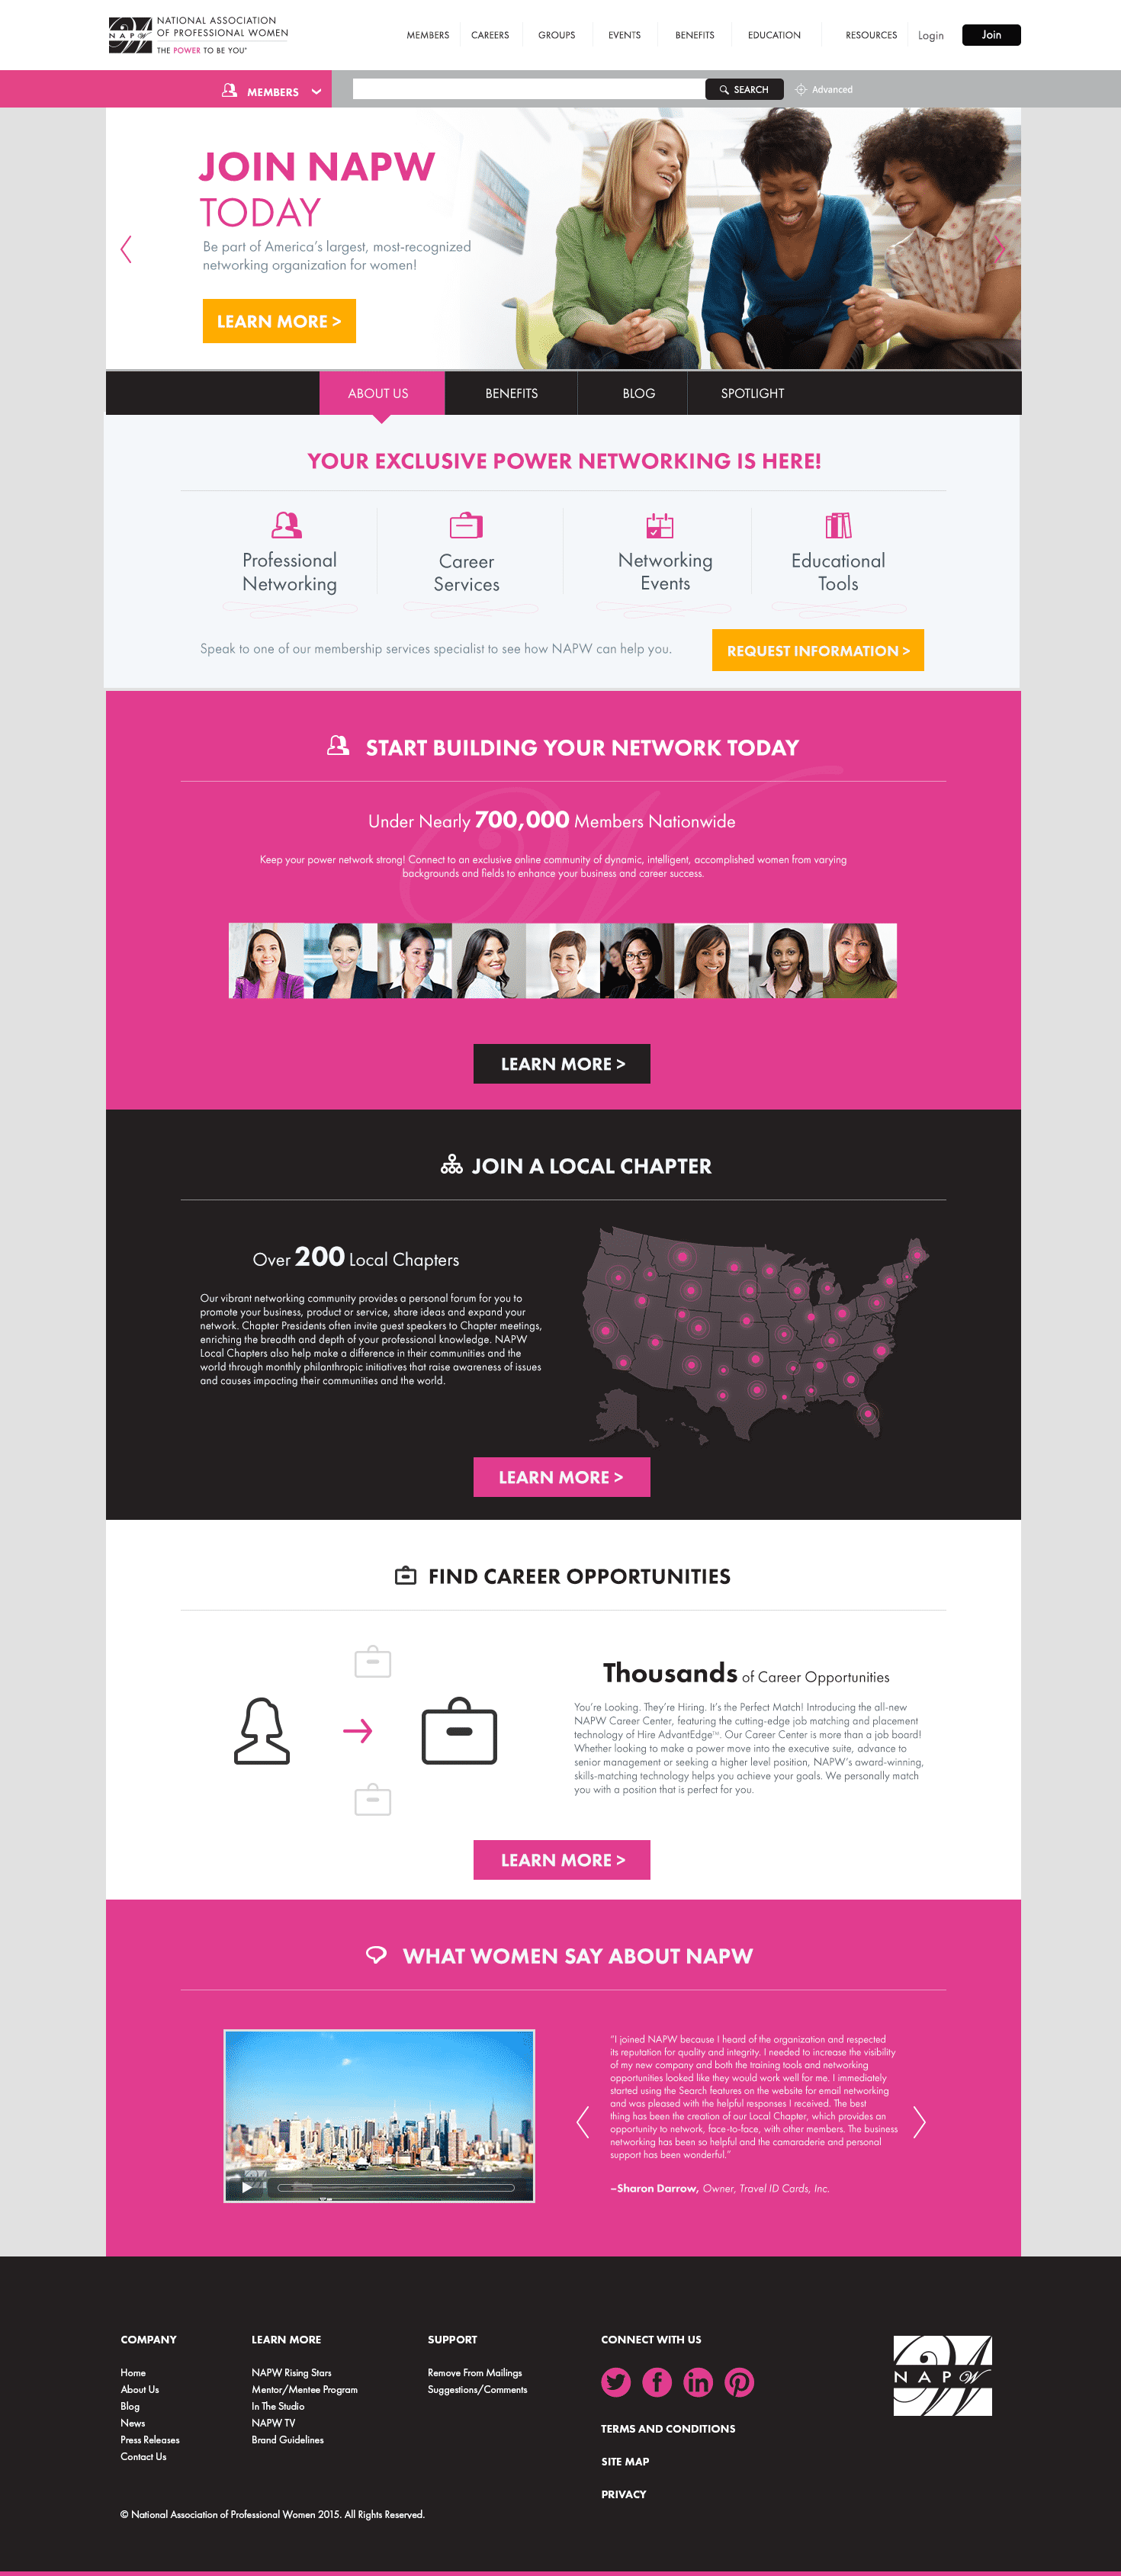 NATIONAL ASSOCIATION
OF PROFESSIONAL WOMEN
NAPW
THE POWER TO BE YOU®
MEMBERS CAREERS GROUPS EVENTS BENEFITS EDUCATION RESOURCES Login Join
MEMBERS SEARCH Advanced
JOIN NAPW
TODAY
Be part of America's largest, most-recognized
networking organization for women!
LEARN MORE >
ABOUT US BENEFITS BLOG SPOTLIGHT
YOUR EXCLUSIVE POWER NETWORKING IS HERE!
Professional
Networking
Career
Services
Networking
Events
Educational
Tools
Speak to one of our membership services specialist to see how NAPW can help you.
REQUEST INFORMATION >
START BUILDING YOUR NETWORK TODAY
Under Nearly 700,000 Members Nationwide
Keep your power network strong! Connect to an exclusive online community of dynamic, intelligent, accomplished women from varying
backgrounds and fields to enhance your business and career success.
LEARN MORE >
JOIN A LOCAL CHAPTER
Over 200 Local Chapters
Our vibrant networking community provides a personal forum for you to
promote your business, product or service, share ideas and expand your
network. Chapter Presidents often invite guest speakers to Chapter meetings,
enriching the breadth and depth of your professional knowledge. NAPW
Local Chapters also help make a difference in their communities and the
world through monthly philanthropic initiatives that raise awareness of issues
and causes impacting their communities and the world.
LEARN MORE >
FIND CAREER OPPORTUNITIES
Thousands of Career Opportunities
You're Looking. They're Hiring. It's the Perfect Match! Introducing the all-new
NAPW Career Center, featuring the cutting-edge job matching and placement
technology of Hire AdvantEdge™. Our Career Center is more than a job board!
Whether looking to make a power move into the executive suite, advance to
senior management or seeking a higher level position, NAPW's award-winning,
skills-matching technology helps you achieve your goals. We personally match
you with a position that is perfect for you.
LEARN MORE >
WHAT WOMEN SAY ABOUT NAPW
"I joined NAPW because I heard of the organization and respected
its reputation for quality and integrity. I needed to increase the visibility
of my new company and both the training tools and networking
opportunities looked like they would work well for me. I immediately
started using the Search features on the website for email networking
and was pleased with the helpful responses I received. The best
thing has been the creation of our Local Chapter, which provides an
opportunity to network, face-to-face, with other members. The business
networking has been so helpful and the camaraderie and personal
support has been wonderful."
–Sharon Darrow, Owner, Travel ID Cards, Inc.
COMPANY
Home
About Us
Blog
News
Press Releases
Contact Us
LEARN MORE
NAPW Rising Stars
Mentor/Mentee Program
In The Studio
NAPW TV
Brand Guidelines
SUPPORT
Remove From Mailings
Suggestions/Comments
CONNECT WITH US
TERMS AND CONDITIONS
SITE MAP
PRIVACY
NAPW
© National Association of Professional Women 2015. All Rights Reserved.